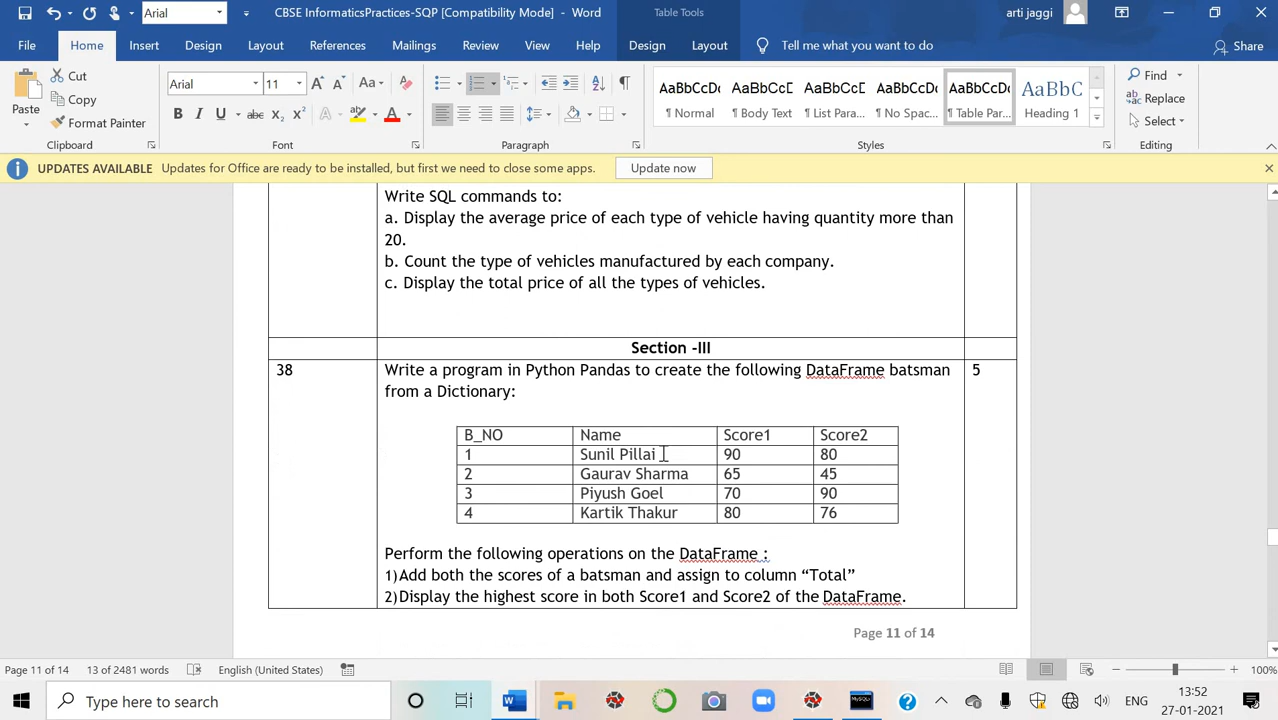 Arial
CBSE InformaticsPractices-SQP [Compatibility Mode] - Word
Table Tools
arti jaggi
File Home Insert Design Layout References Mailings Review View Help Design Layout Tell me what you want to do Share
Paste
Cut
Copy
Format Painter
Clipboard
Arial 11
Font
Paragraph
AaBbCcDc AaBbCcE AaBbCcE AaBbCcDc AaBbCcDc AaBbCc
¶ Normal ¶ Body Text ¶ List Para... ¶ No Spac... ¶ Table Par... Heading 1
Styles
Find
Replace
Select
Editing
UPDATES AVAILABLE Updates for Office are ready to be installed, but first we need to close some apps. Update now
Write SQL commands to:
a. Display the average price of each type of vehicle having quantity more than
20.
b. Count the type of vehicles manufactured by each company.
c. Display the total price of all the types of vehicles.
Section -III
38 Write a program in Python Pandas to create the following DataFrame batsman 5
from a Dictionary:
B_NO Name Score1 Score2
1 Sunil Pillai 90 80
2 Gaurav Sharma 65 45
3 Piyush Goel 70 90
4 Kartik Thakur 80 76
Perform the following operations on the DataFrame :
1)Add both the scores of a batsman and assign to column “Total”
2)Display the highest score in both Score1 and Score2 of the DataFrame.
Page 11 of 14
Page 11 of 14 13 of 2481 words English (United States) 100%
Type here to search
ENG
13:52
27-01-2021